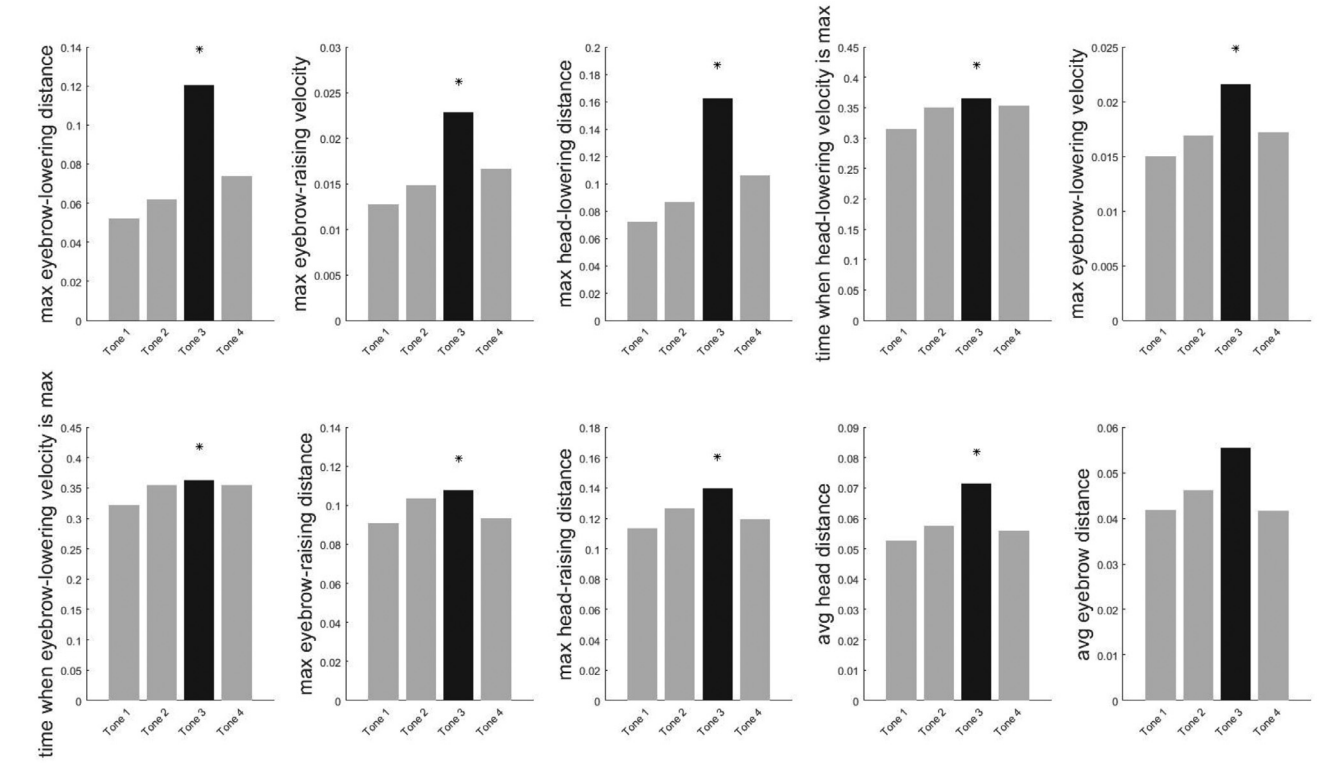 max eyebrow-lowering distance
0.14
0.12
0.1
0.08
0.06
0.04
0.02
0
*
Tone 1
Tone 2
Tone 3
Tone 4
max eyebrow-raising velocity
0.03
0.025
0.02
0.015
0.01
0.005
0
*
Tone 1
Tone 2
Tone 3
Tone 4
max head-lowering distance
0.2
0.18
0.16
0.14
0.12
0.1
0.08
0.06
0.04
0.02
0
*
Tone 1
Tone 2
Tone 3
Tone 4
time when head-lowering velocity is max
0.45
0.4
0.35
0.3
0.25
0.2
0.15
0.1
0.05
0
*
Tone 1
Tone 2
Tone 3
Tone 4
max eyebrow-lowering velocity
0.025
0.02
0.015
0.01
0.005
0
*
Tone 1
Tone 2
Tone 3
Tone 4
time when eyebrow-lowering velocity is max
0.45
0.4
0.35
0.3
0.25
0.2
0.15
0.1
0.05
0
*
Tone 1
Tone 2
Tone 3
Tone 4
max eyebrow-raising distance
0.14
0.12
0.1
0.08
0.06
0.04
0.02
0
*
Tone 1
Tone 2
Tone 3
Tone 4
max head-raising distance
0.18
0.16
0.14
0.12
0.1
0.08
0.06
0.04
0.02
0
*
Tone 1
Tone 2
Tone 3
Tone 4
avg head distance
0.09
0.08
0.07
0.06
0.05
0.04
0.03
0.02
0.01
0
*
Tone 1
Tone 2
Tone 3
Tone 4
avg eyebrow distance
0.06
0.05
0.04
0.03
0.02
0.01
0
Tone 1
Tone 2
Tone 3
Tone 4